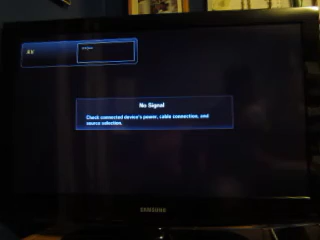 AV
No Signal
Check connected device's power, cable connection, and
source selection.
SAMSUNG